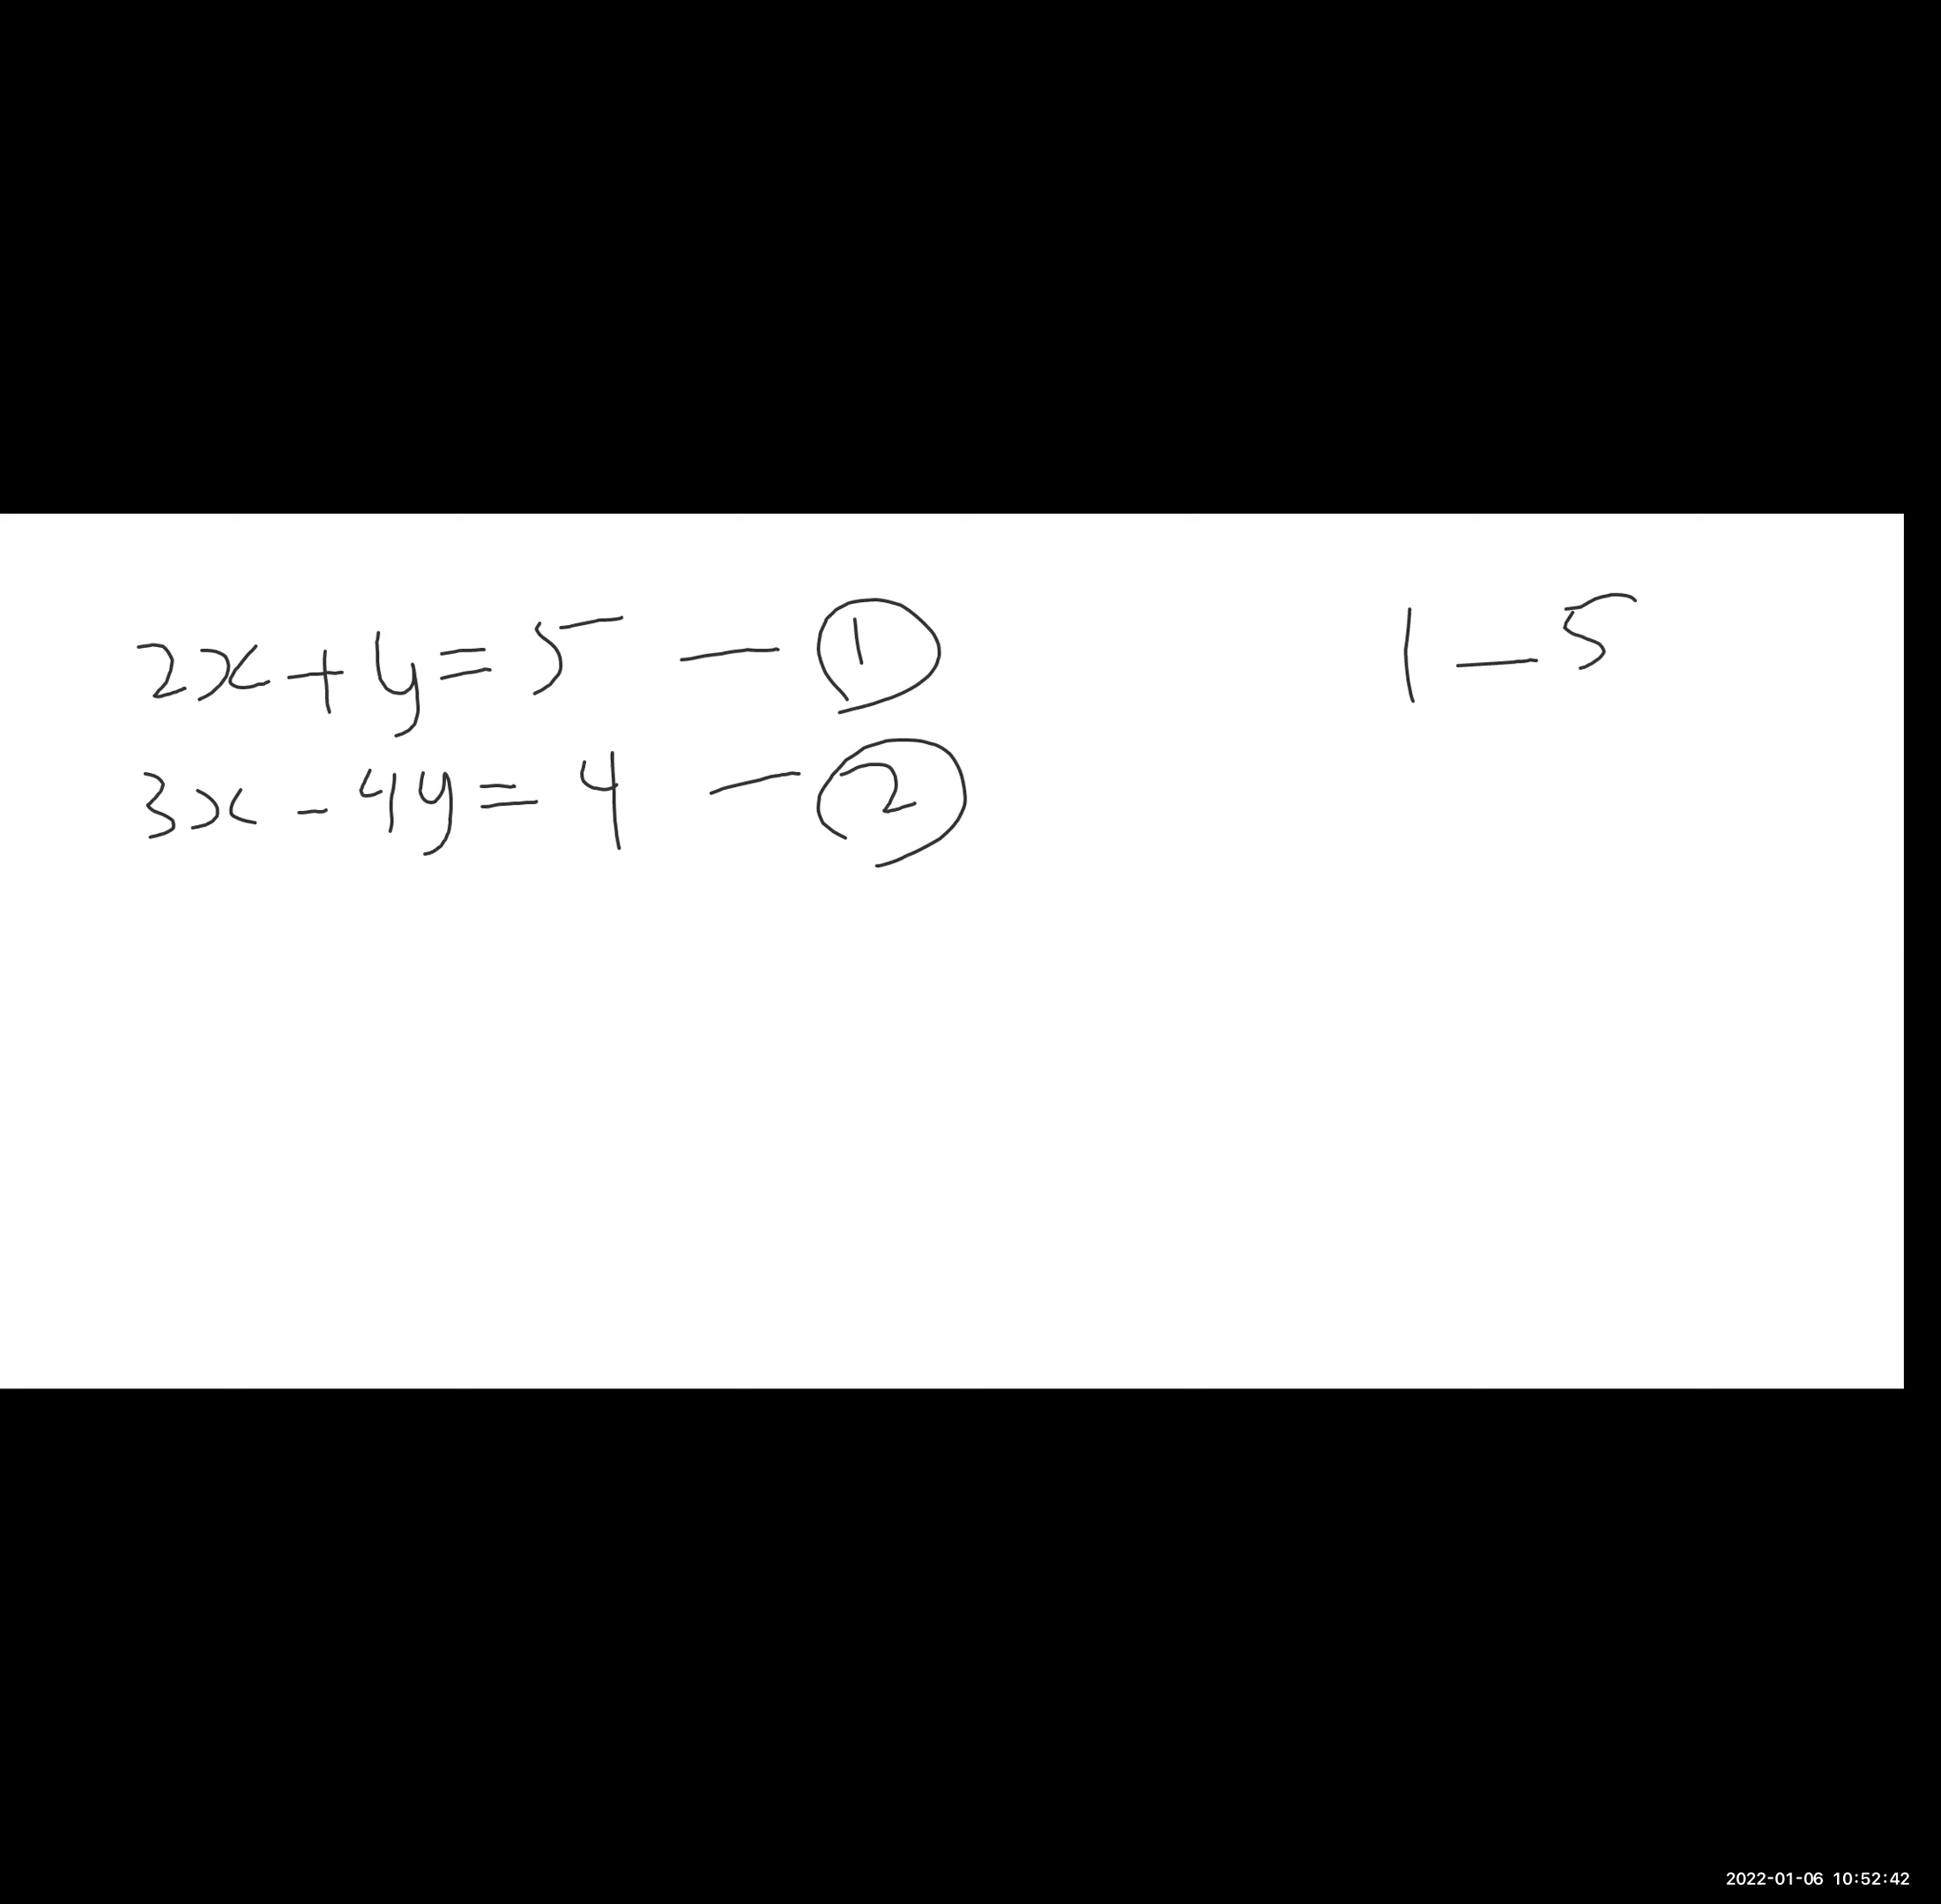 2x + y = 5 — ① 1 — 5
3x - 4y = 4 — ②
2022-01-06 10:52:42